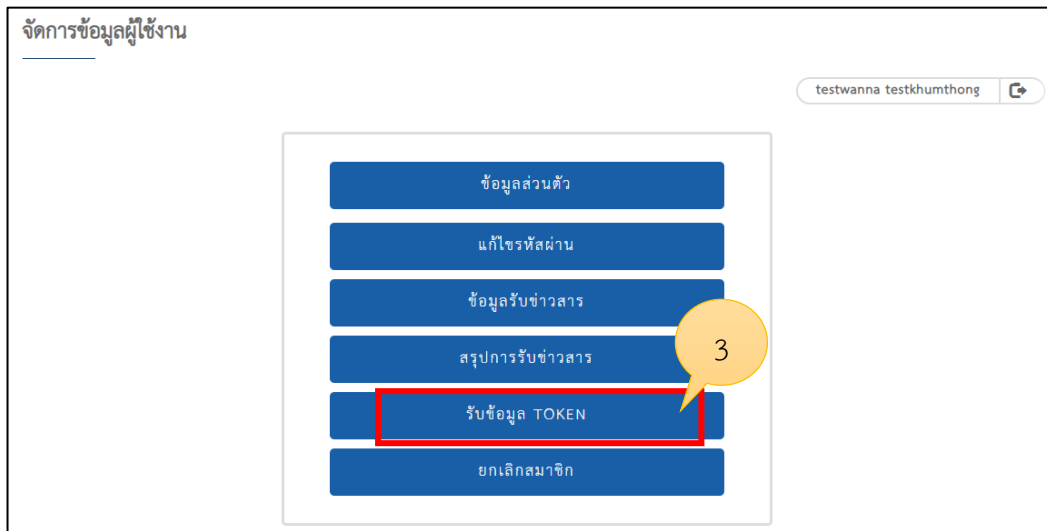 จัดการข้อมูลผู้ใช้งาน
testwanna testkhumthong
ข้อมูลส่วนตัว
แก้ไขรหัสผ่าน
ข้อมูลรับข่าวสาร
สรุปการรับข่าวสาร
3
รับข้อมูล TOKEN
ยกเลิกสมาชิก